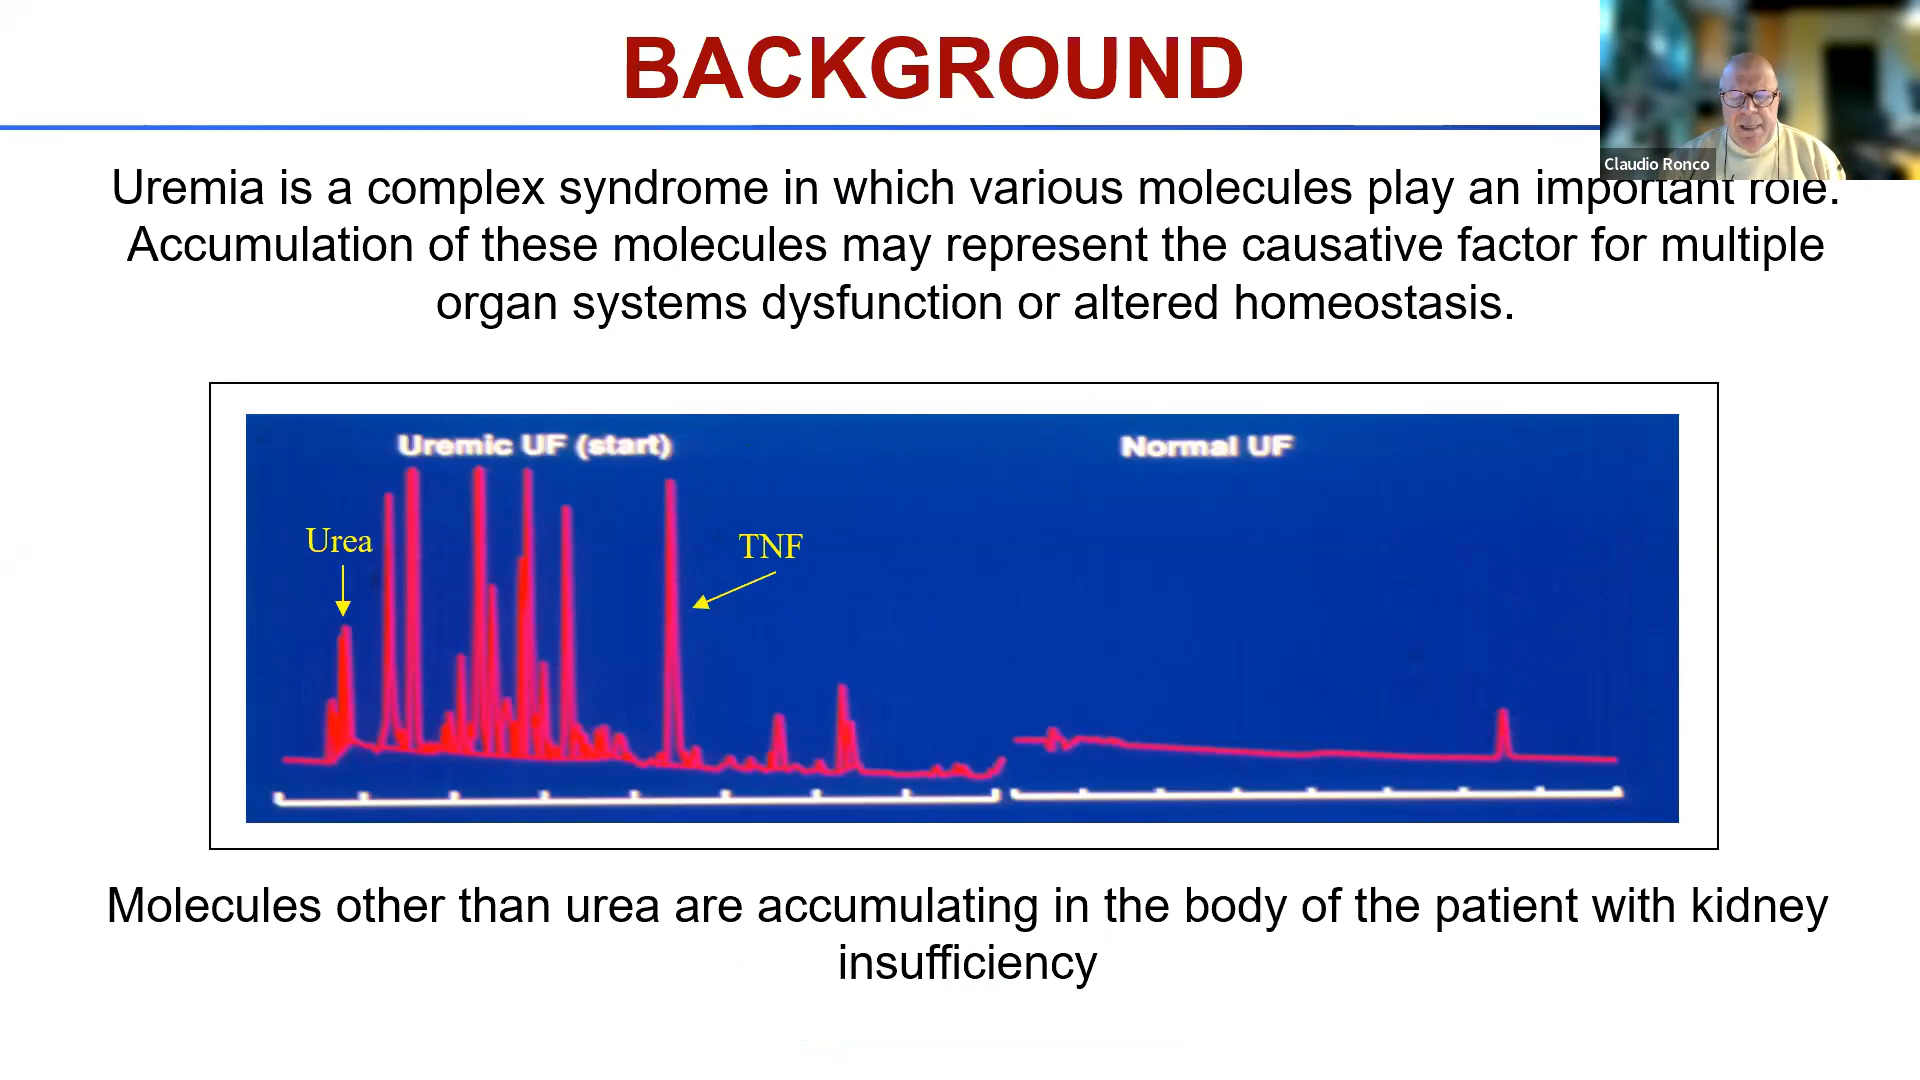 BACKGROUND
Claudio Ronco
Uremia is a complex syndrome in which various molecules play an important role.
Accumulation of these molecules may represent the causative factor for multiple
organ systems dysfunction or altered homeostasis.
Uremic UF (start)
Normal UF
Urea
TNF
Molecules other than urea are accumulating in the body of the patient with kidney
insufficiency